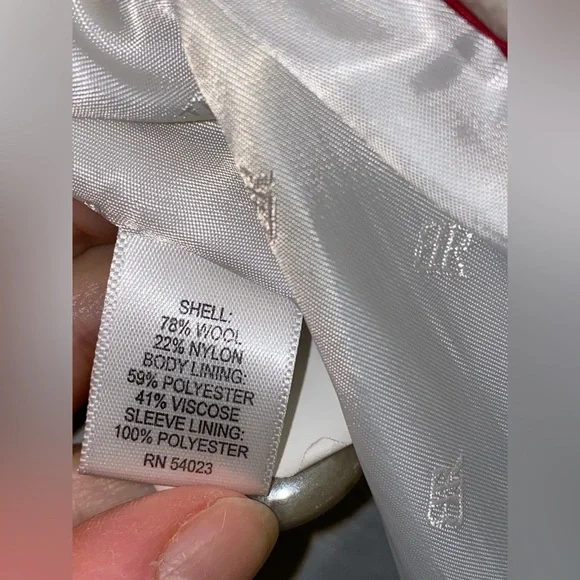 SHELL:
78% WOOL
22% NYLON
BODY LINING:
59% POLYESTER
41% VISCOSE
SLEEVE LINING:
100% POLYESTER
RN 54023